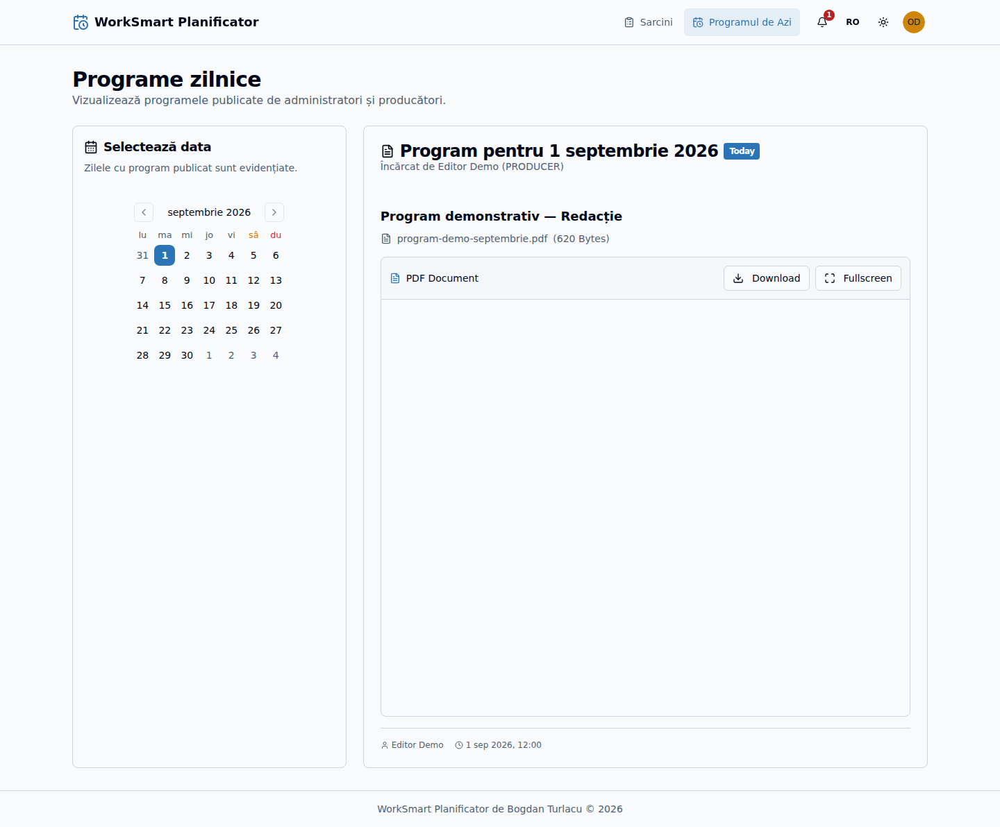 WorkSmart Planificator
Sarcini
Programul de Azi
1
RO
OD
Programe zilnice
Vizualizează programele publicate de administratori și producători.
Selectează data
Zilele cu program publicat sunt evidențiate.
septembrie 2026
lu ma mi jo vi sâ du
31 1 2 3 4 5 6
7 8 9 10 11 12 13
14 15 16 17 18 19 20
21 22 23 24 25 26 27
28 29 30 1 2 3 4
Program pentru 1 septembrie 2026 Today
Încărcat de Editor Demo (PRODUCER)
Program demonstrativ — Redacție
program-demo-septembrie.pdf (620 Bytes)
PDF Document
Download
Fullscreen
Editor Demo 1 sep 2026, 12:00
WorkSmart Planificator de Bogdan Turlacu © 2026